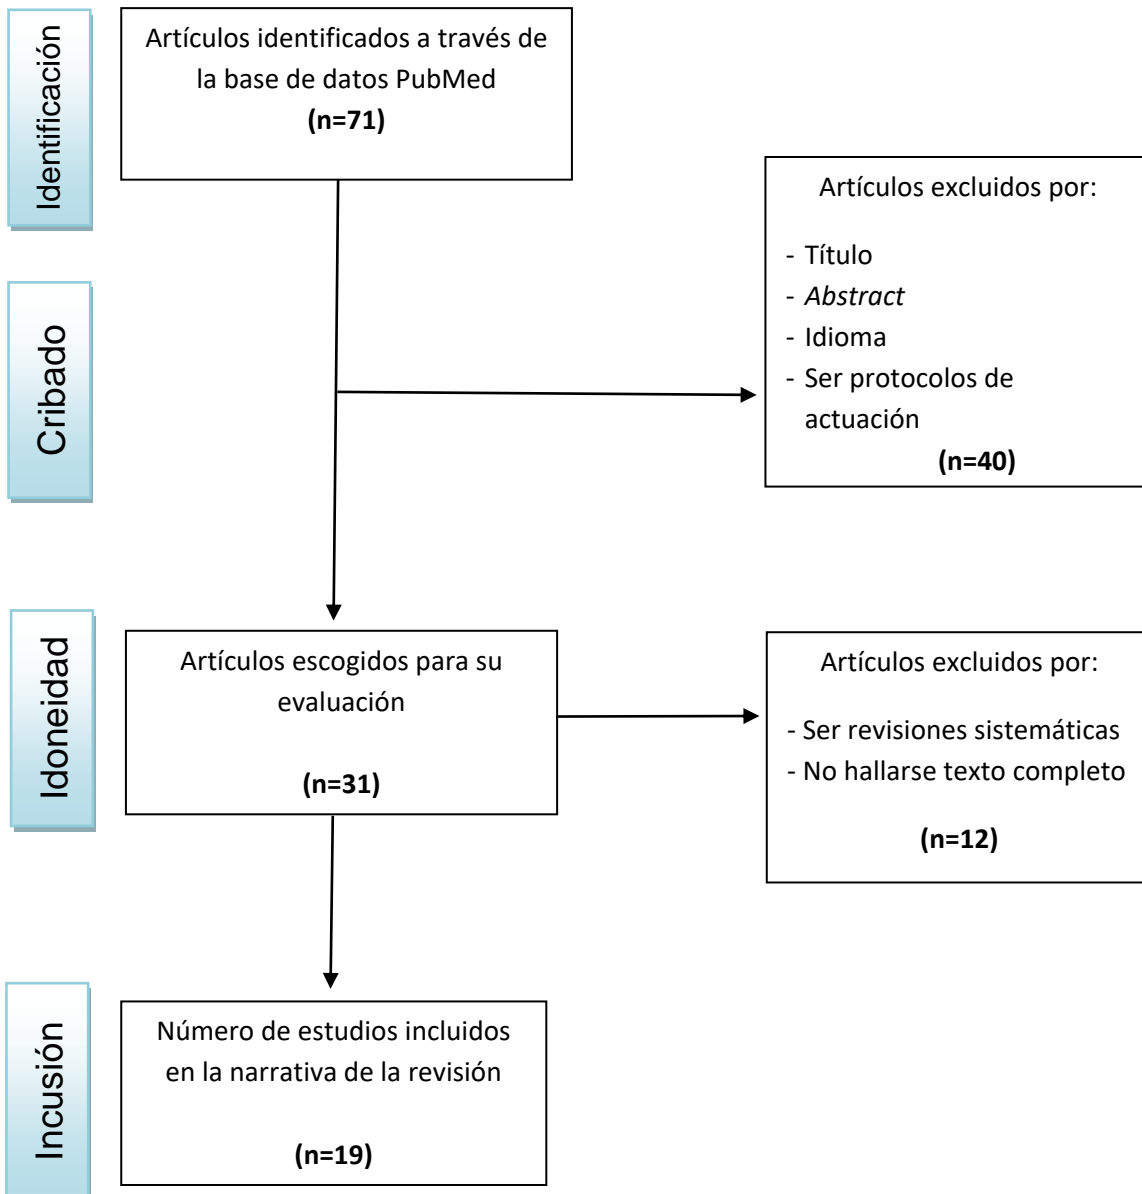 Identificación
Artículos identificados a través de
la base de datos PubMed
(n=71)
Cribado
Artículos excluidos por:
- Título
- Abstract
- Idioma
- Ser protocolos de
actuación
(n=40)
Idoneidad
Artículos escogidos para su
evaluación
(n=31)
Artículos excluidos por:
- Ser revisiones sistemáticas
- No hallarse texto completo
(n=12)
Incusión
Número de estudios incluidos
en la narrativa de la revisión
(n=19)